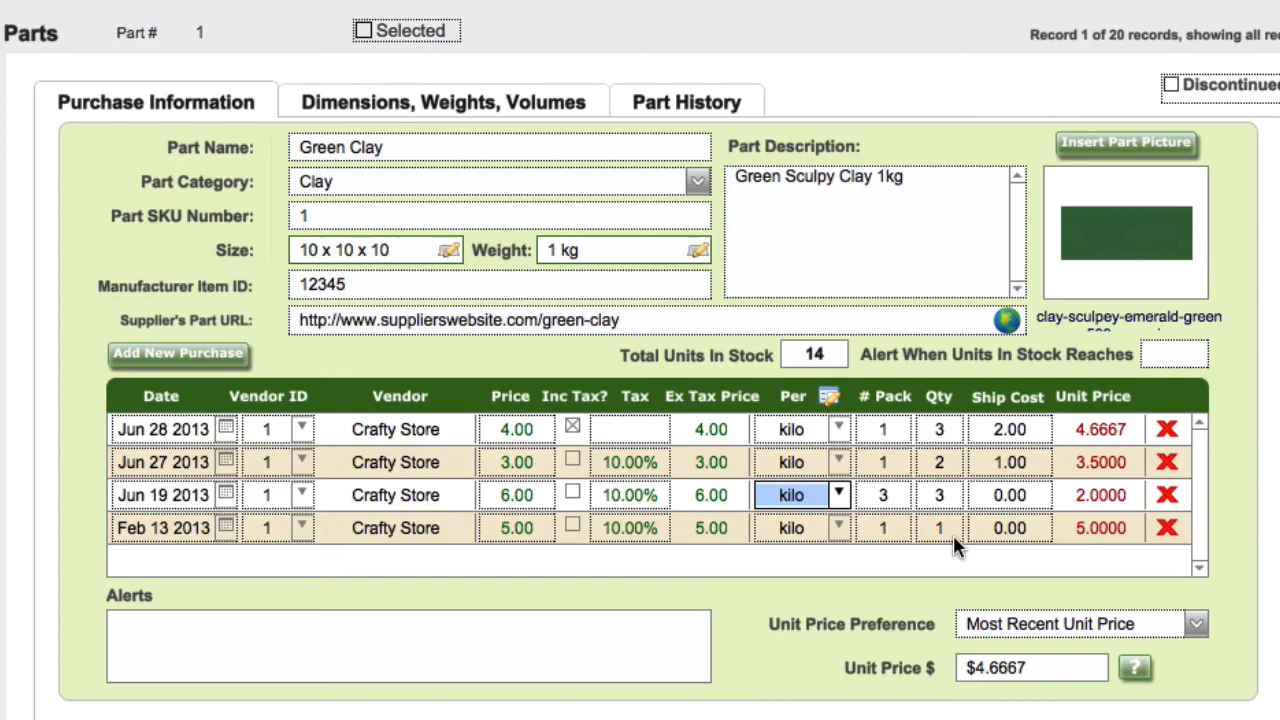 Parts
Part # 1
Selected
Record 1 of 20 records, showing all
Purchase Information
Dimensions, Weights, Volumes
Part History
Discontinued
Part Name: Green Clay
Part Description:
Insert Part Picture
Green Sculpy Clay 1kg
Part Category: Clay
Part SKU Number: 1
Size: 10 x 10 x 10 Weight: 1 kg
Manufacturer Item ID: 12345
Supplier's Part URL: http://www.supplierswebsite.com/green-clay
clay-sculpey-emerald-green
Add New Purchase
Total Units In Stock 14 Alert When Units In Stock Reaches
Date Vendor ID Vendor Price Inc Tax? Tax Ex Tax Price Per # Pack Qty Ship Cost Unit Price
Jun 28 2013 1 Crafty Store 4.00 4.00 kilo 1 3 2.00 4.6667
Jun 27 2013 1 Crafty Store 3.00 10.00% 3.00 kilo 1 2 1.00 3.5000
Jun 19 2013 1 Crafty Store 6.00 10.00% 6.00 kilo 3 3 0.00 2.0000
Feb 13 2013 1 Crafty Store 5.00 10.00% 5.00 kilo 1 1 0.00 5.0000
Alerts
Unit Price Preference Most Recent Unit Price
Unit Price $ $4.6667 ?